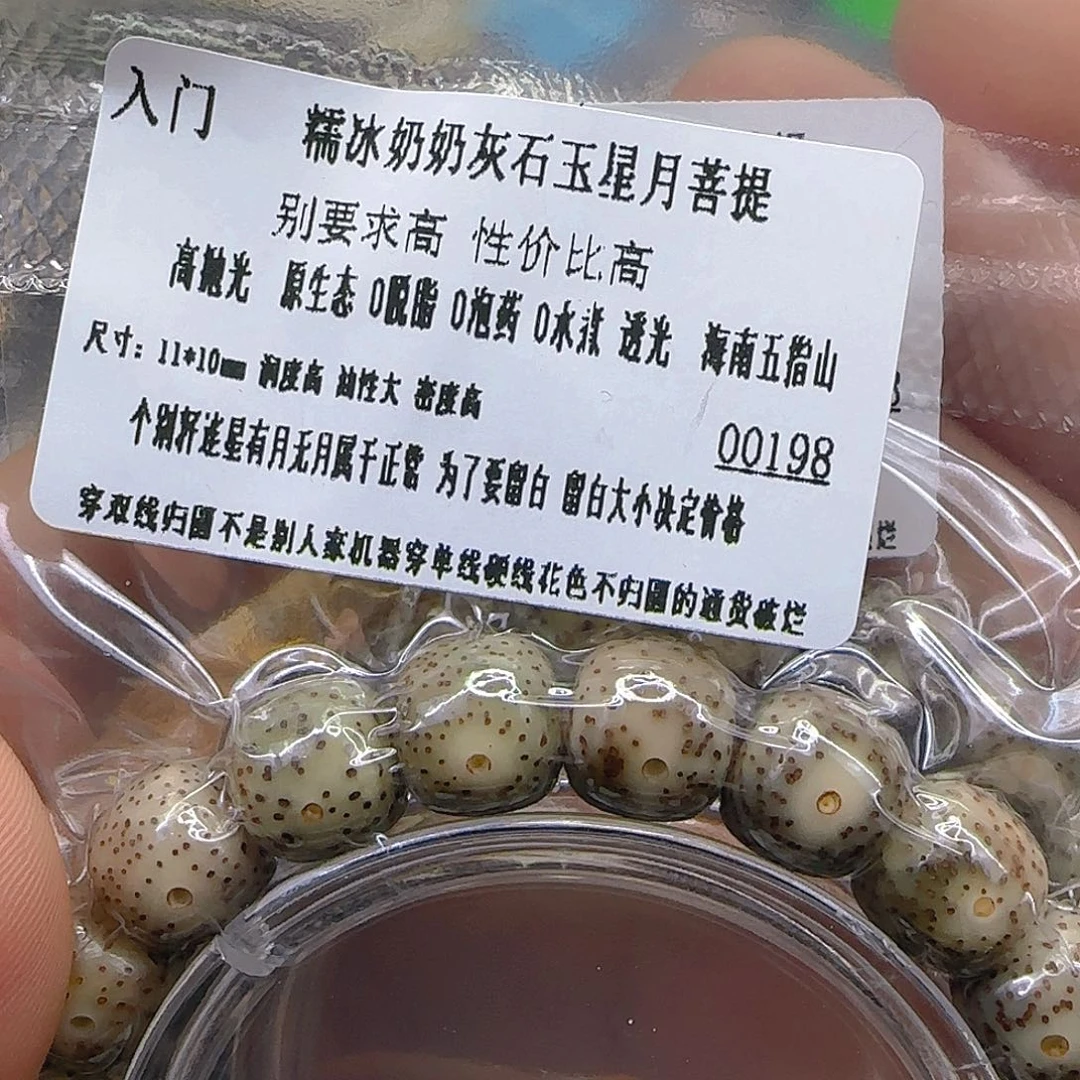 入门
糯冰奶奶灰石玉星月菩提
别要求高 性价比高
高抛光 原生态 0脱脂 0泡药 0水煮 透光 海南五指山
尺寸：11*10mm 润度高 油性大 密度高
00198
个别奸连星有月无月属于正常 为了要留白 留白大小决定价格
穿双线归圆不是别人家机器穿单线硬线花色不归圆的通货破烂
烂